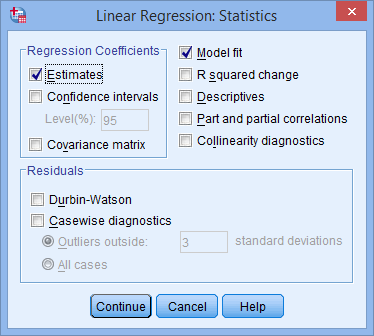 Linear Regression: Statistics
Regression Coefficients
Estimates
Confidence intervals
Level(%): 95
Covariance matrix
Model fit
R squared change
Descriptives
Part and partial correlations
Collinearity diagnostics
Residuals
Durbin-Watson
Casewise diagnostics
Outliers outside: 3 standard deviations
All cases
Continue Cancel Help